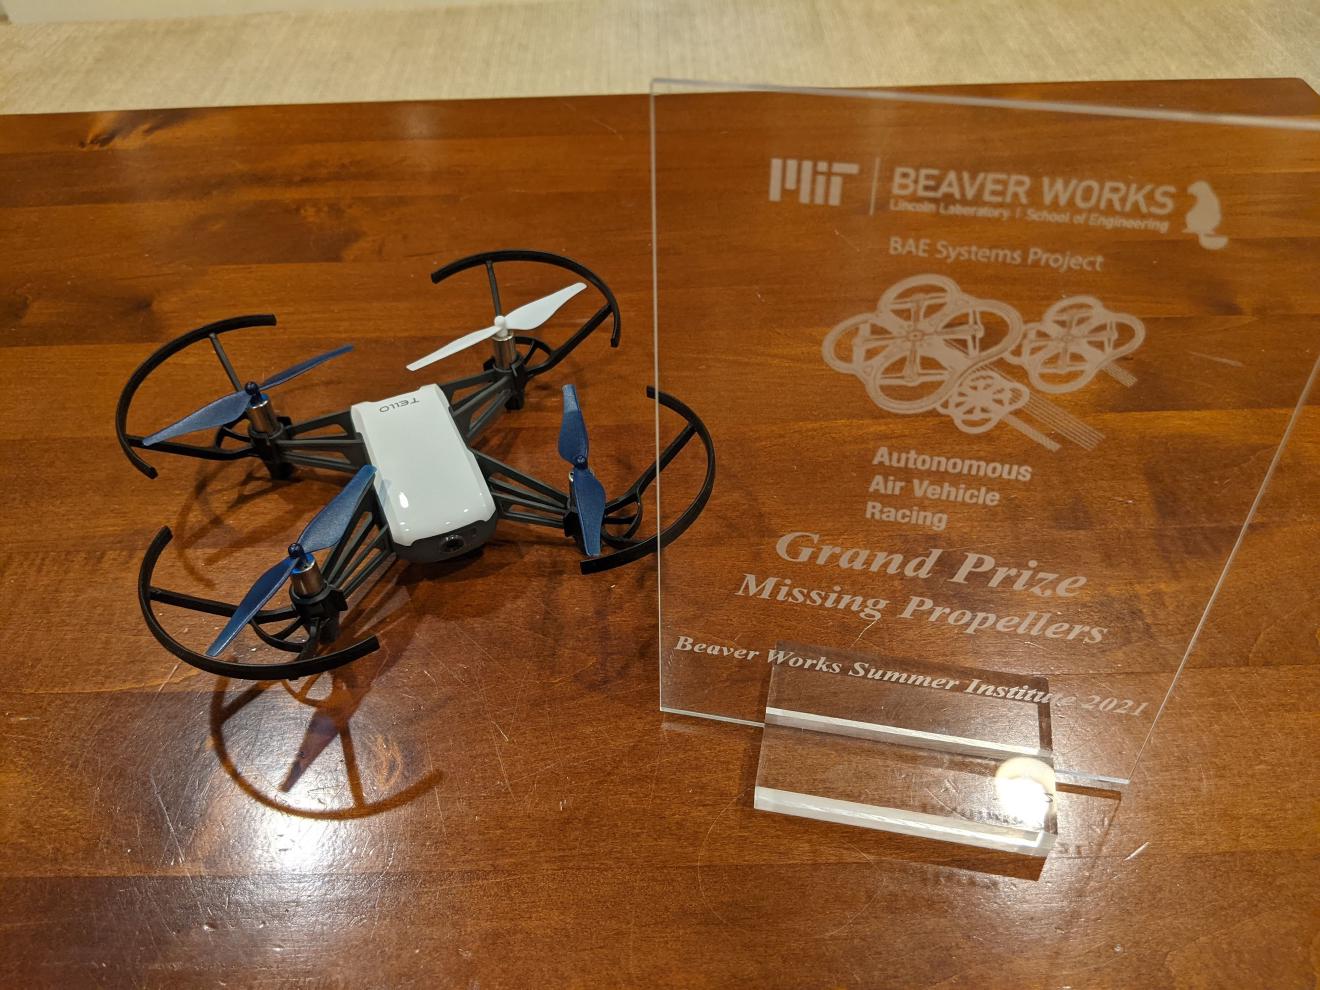 TELLO
MIT BEAVER WORKS
Lincoln Laboratory | School of Engineering
BAE Systems Project
Autonomous
Air Vehicle
Racing
Grand Prize
Missing Propellers
Beaver Works Summer Institute 2021